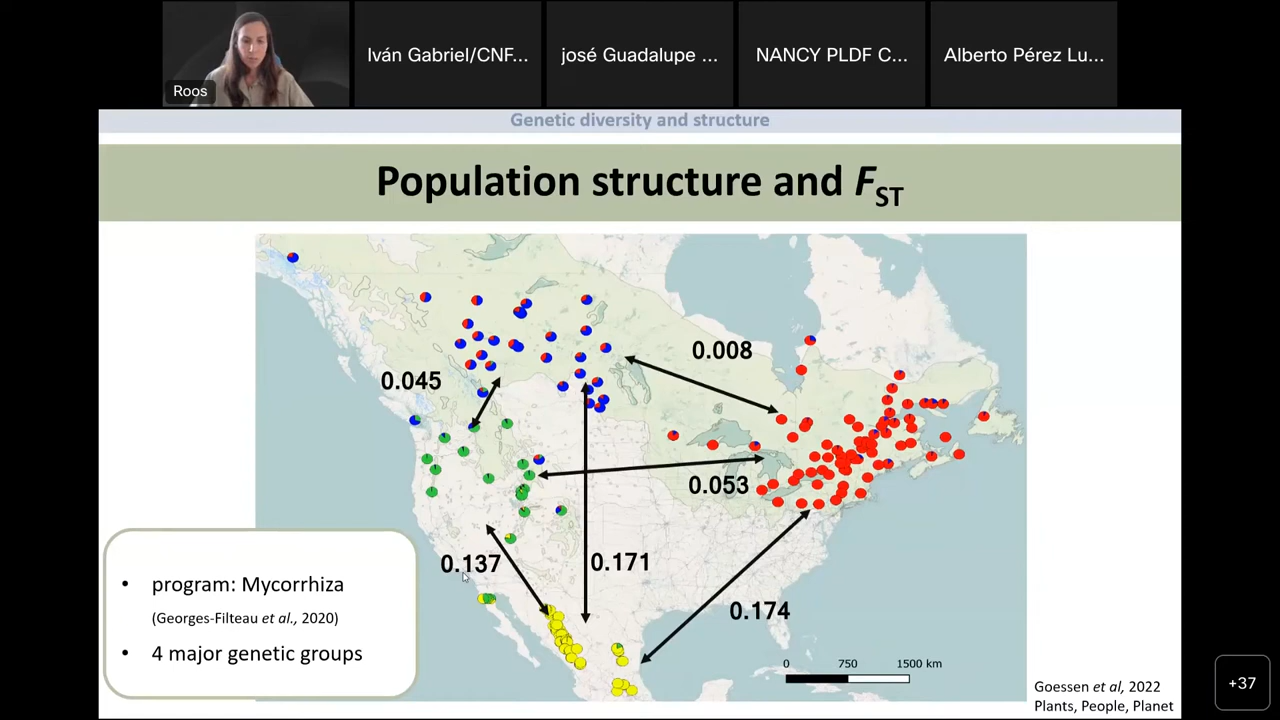 Roos
Iván Gabriel/CNF...
josé Guadalupe ...
NANCY PLDF C...
Alberto Pérez Lu...
Genetic diversity and structure
Population structure and FST
0.008
0.045
0.053
0.137
0.171
0.174
• program: Mycorrhiza
(Georges-Filteau et al., 2020)
• 4 major genetic groups
0 750 1500 km
Goessen et al, 2022
Plants, People, Planet
+37